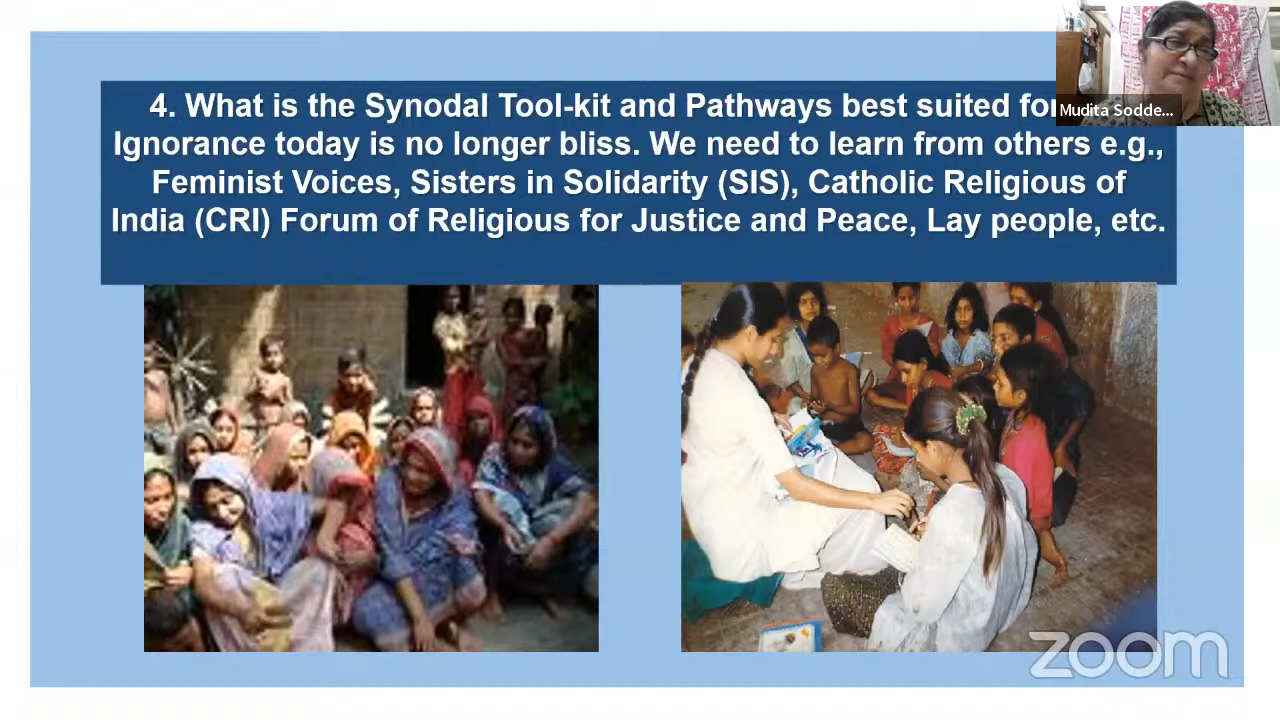 4. What is the Synodal Tool-kit and Pathways best suited for
Ignorance today is no longer bliss. We need to learn from others e.g.,
Feminist Voices, Sisters in Solidarity (SIS), Catholic Religious of
India (CRI) Forum of Religious for Justice and Peace, Lay people, etc.
Mudita Sodde...
zoom